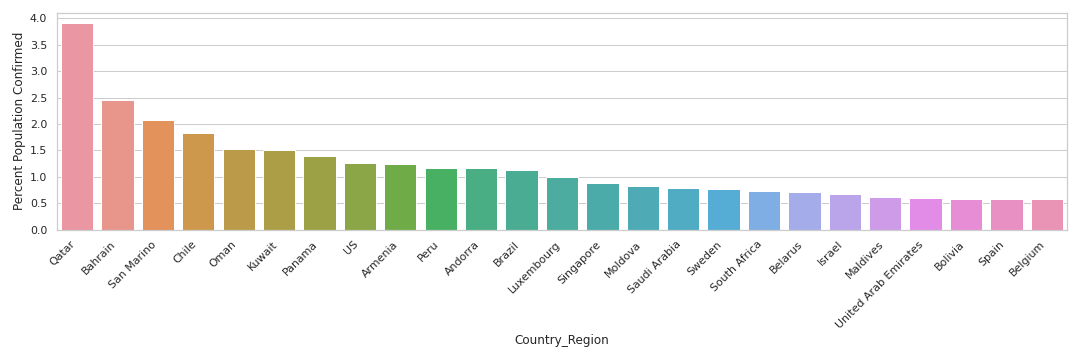 Percent Population Confirmed
4.0
3.5
3.0
2.5
2.0
1.5
1.0
0.5
0.0
Qatar
Bahrain
San Marino
Chile
Oman
Kuwait
Panama
US
Armenia
Peru
Andorra
Brazil
Luxembourg
Singapore
Moldova
Saudi Arabia
Sweden
South Africa
Belarus
Israel
Maldives
United Arab Emirates
Bolivia
Spain
Belgium
Country_Region